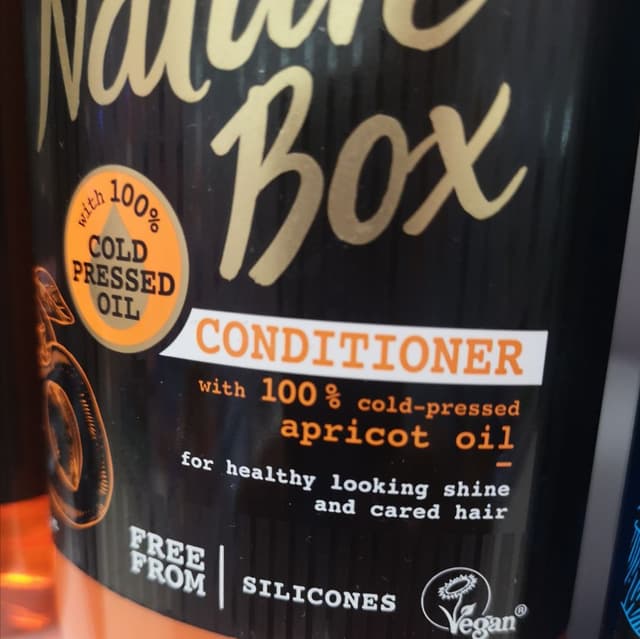 Nature
Box
with 100%
COLD
PRESSED
OIL
CONDITIONER
with 100% cold-pressed
apricot oil
for healthy looking shine
and cared hair
FREE
FROM
SILICONES
Vegan®